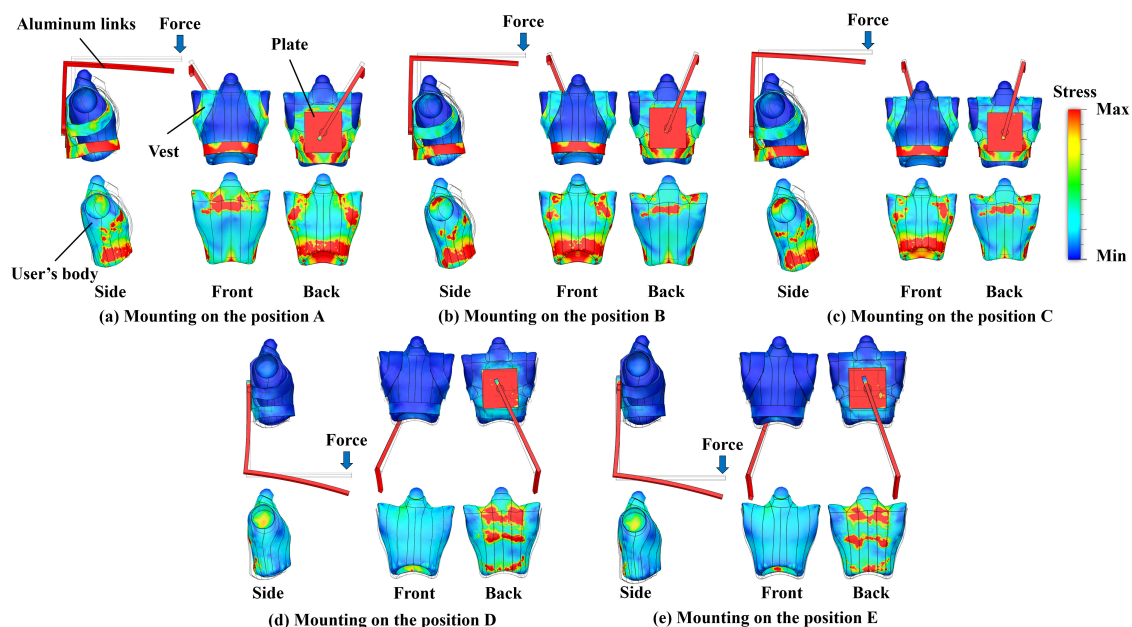 Aluminum links
Force
Plate
Vest
User's body
Side
Front
Back
(a) Mounting on the position A
Force
Side
Front
Back
(b) Mounting on the position B
Force
Stress
Max
Min
Side
Front
Back
(c) Mounting on the position C
Force
Side
Front
Back
(d) Mounting on the position D
Force
Side
Front
Back
(e) Mounting on the position E